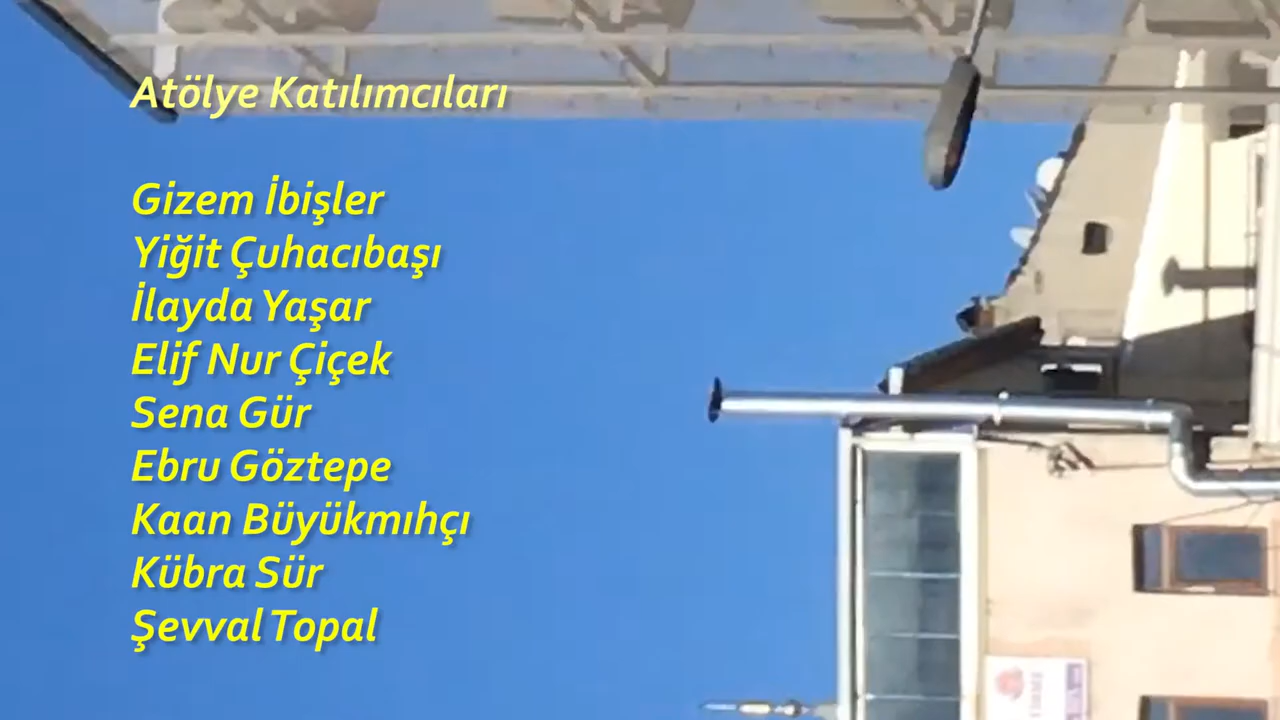 Atölye Katılımcıları
Gizem İbişler
Yiğit Çuhacıbaşı
İlayda Yaşar
Elif Nur Çiçek
Sena Gür
Ebru Göztepe
Kaan Büyükmıhçı
Kübra Sür
Şevval Topal